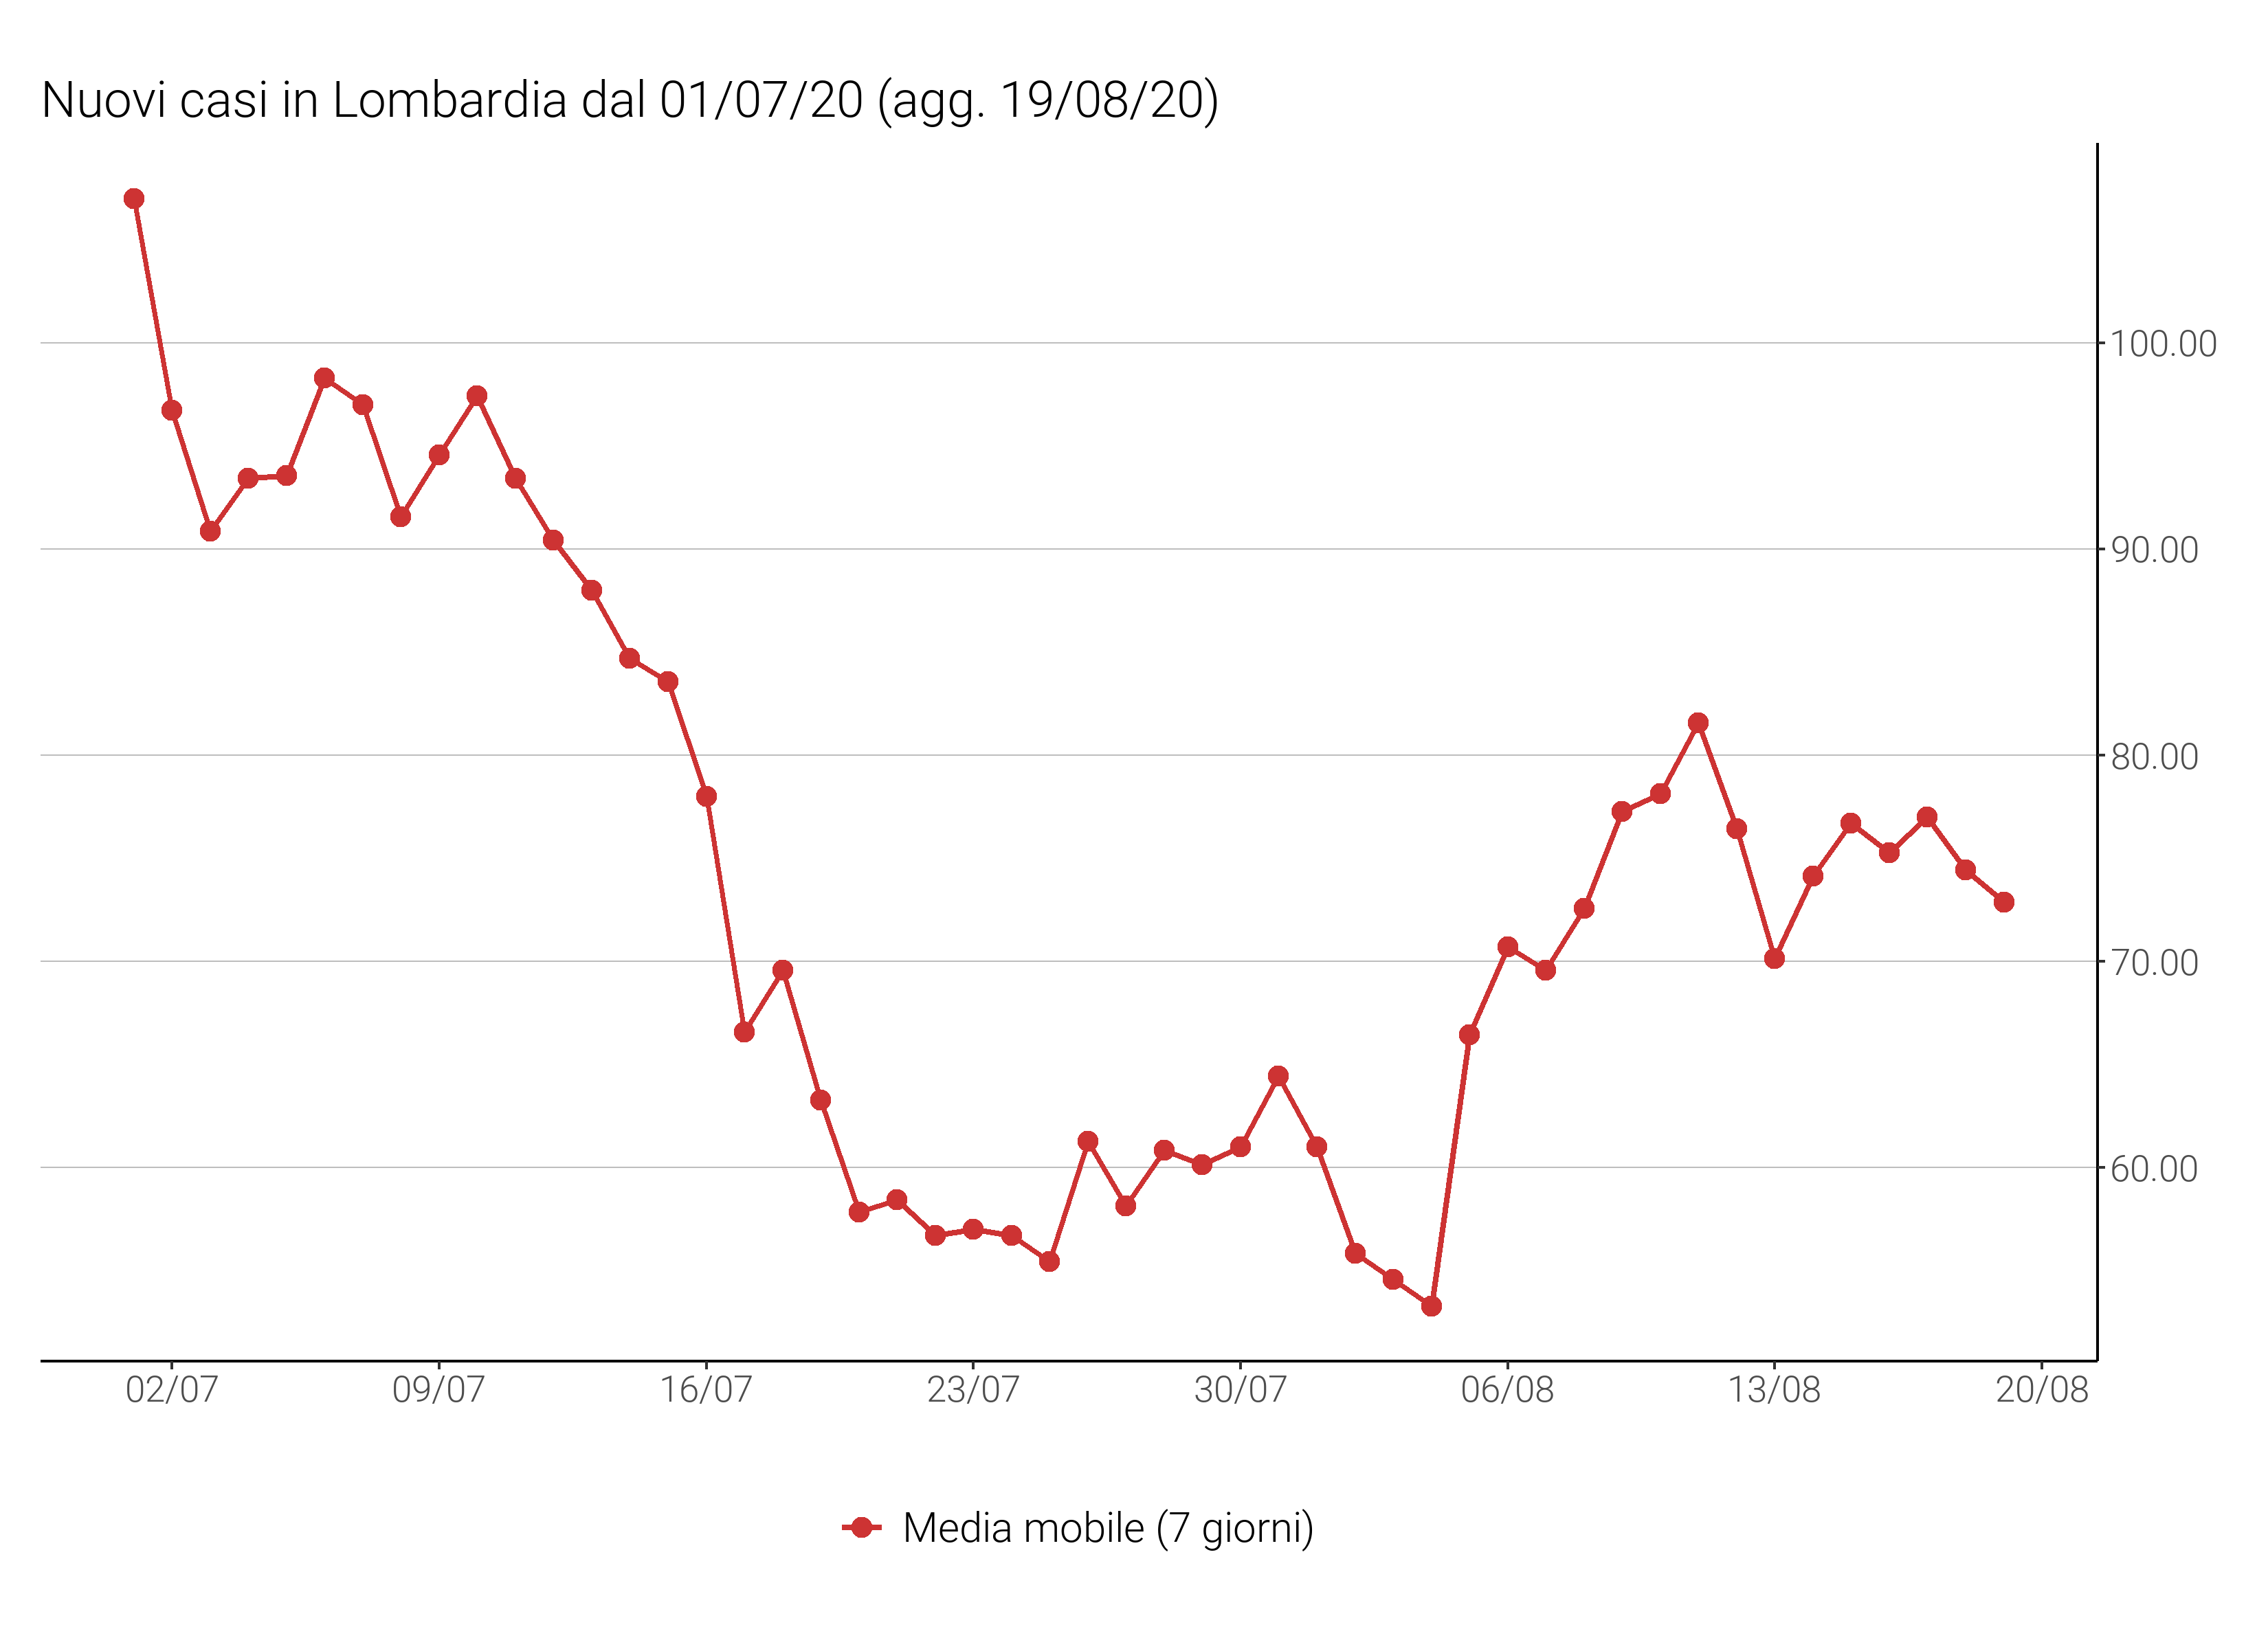 Nuovi casi in Lombardia dal 01/07/20 (agg. 19/08/20)
100.00
90.00
80.00
70.00
60.00
02/07 09/07 16/07 23/07 30/07 06/08 13/08 20/08
Media mobile (7 giorni)